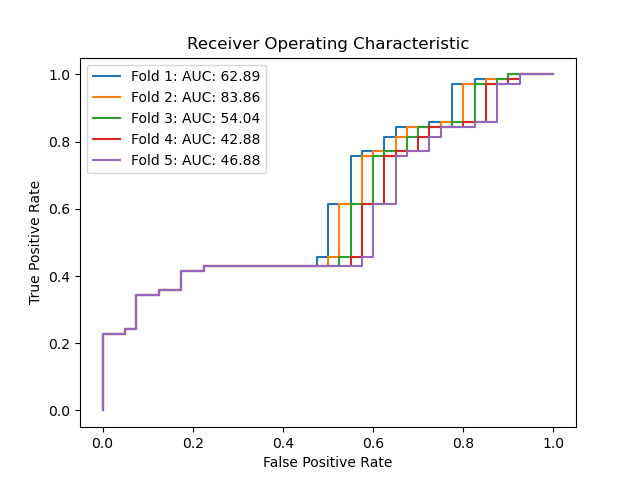 Receiver Operating Characteristic
Fold 1: AUC: 62.89
Fold 2: AUC: 83.86
Fold 3: AUC: 54.04
Fold 4: AUC: 42.88
Fold 5: AUC: 46.88
1.0
0.8
0.6
0.4
0.2
0.0
True Positive Rate
0.0 0.2 0.4 0.6 0.8 1.0
False Positive Rate